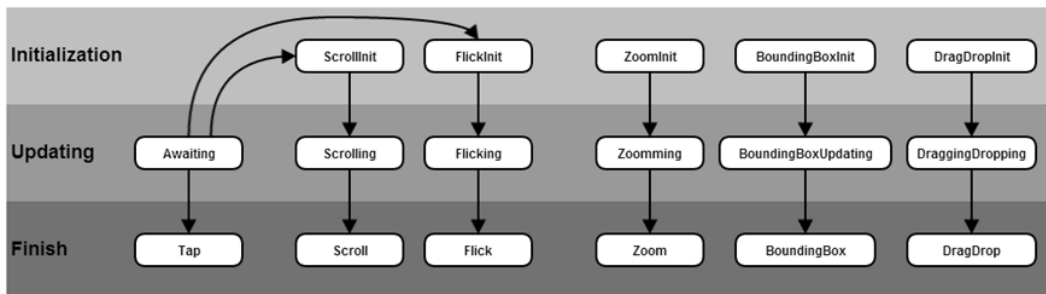 Initialization
ScrollInit
FlickInit
ZoomInit
BoundingBoxInit
DragDropInit
Updating
Awaiting
Scrolling
Flicking
Zoomming
BoundingBoxUpdating
DraggingDropping
Finish
Tap
Scroll
Flick
Zoom
BoundingBox
DragDrop